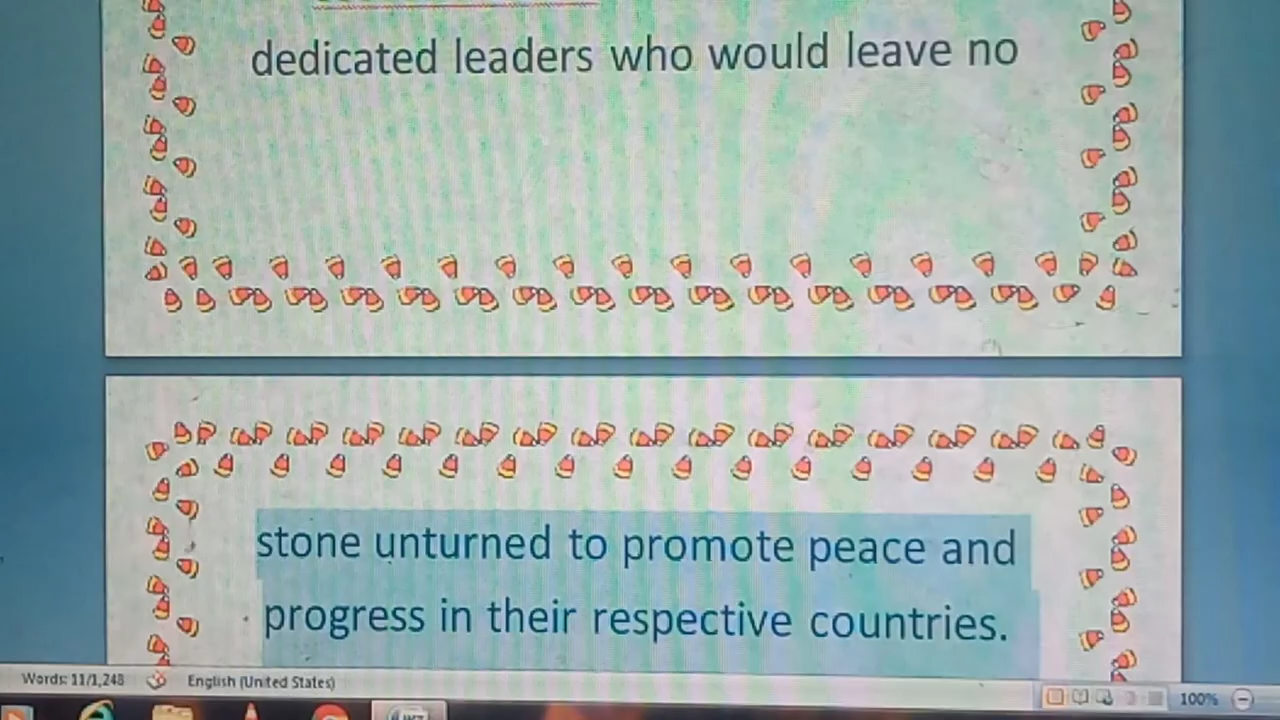 dedicated leaders who would leave no
stone unturned to promote peace and
progress in their respective countries.
Words: 11/1,248
English (United States)
100%